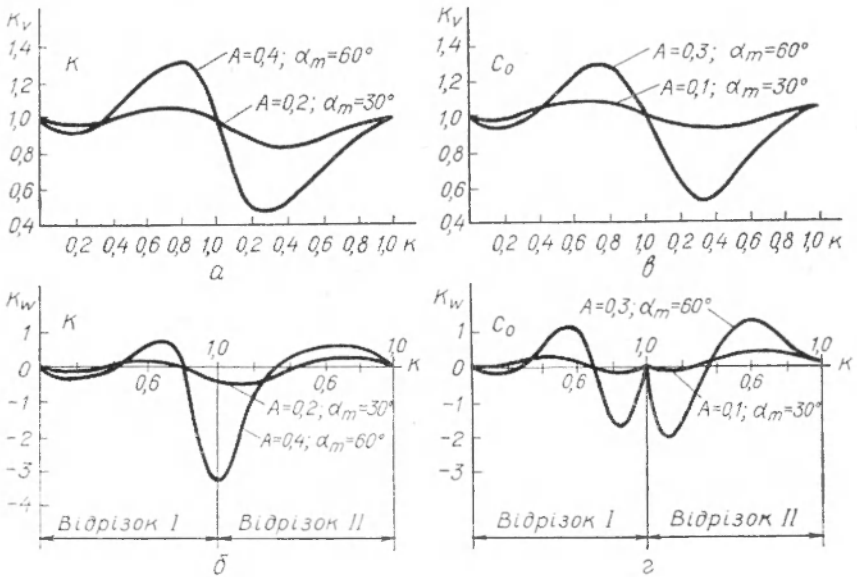 Kv
1,4
1,2
1,0
0,8
0,6
0,4
K
A=0,4; αm=60°
A=0,2; αm=30°
0,2 0,4 0,6 0,8 1,0 0,2 0,4 0,6 0,8 1,0 K
а
Kv
1,4
1,2
1,0
0,8
0,6
0,4
C₀
A=0,3; αm=60°
A=0,1; αm=30°
0,2 0,4 0,6 0,8 1,0 0,2 0,4 0,6 0,8 1,0 K
в
Kw
1
0
-1
-2
-3
-4
K
1,0
1,0
K
0,6
0,6
A=0,2; αm=30°
A=0,4; αm=60°
Відрізок I
Відрізок II
б
Kw
1
0
-1
-2
-3
C₀
A=0,3; αm=60°
1,0
1,0
K
0,6
0,6
A=0,1; αm=30°
Відрізок I
Відрізок II
г